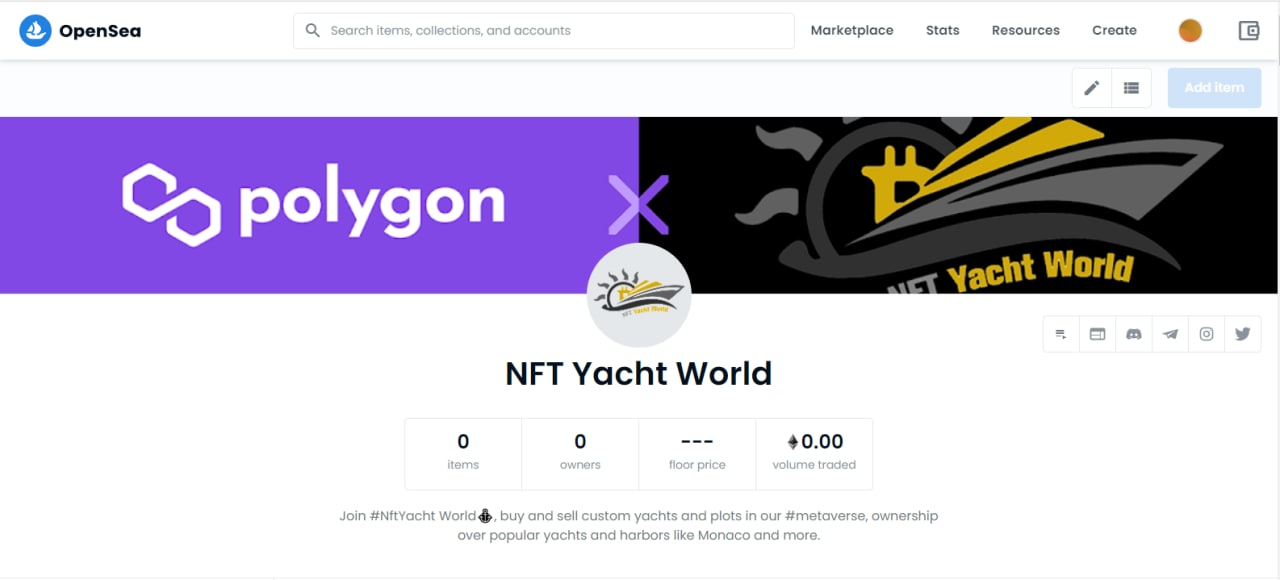 OpenSea
Search items, collections, and accounts
Marketplace
Stats
Resources
Create
Add item
polygon
NFT Yacht World
NFT Yacht World
NFT Yacht World
0
items
0
owners
---
floor price
0.00
volume traded
Join #NftYacht World, buy and sell custom yachts and plots in our #metaverse, ownership
over popular yachts and harbors like Monaco and more.